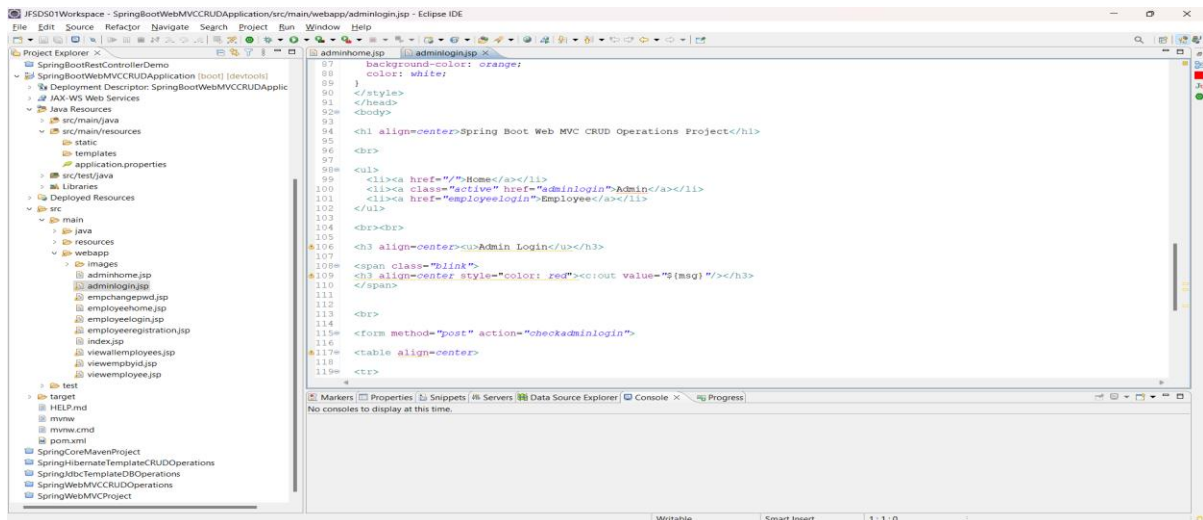 JFSDS01Workspace - SpringBootWebMVCCRUDApplication/src/main/webapp/adminlogin.jsp - Eclipse IDE
File Edit Source Refactor Navigate Search Project Run Window Help
Project Explorer
SpringBootRestControllerDemo
SpringBootWebMVCCRUDApplication [boot] [devtools]
Deployment Descriptor: SpringBootWebMVCCRUDApplic
JAX-WS Web Services
Java Resources
src/main/java
src/main/resources
static
templates
application.properties
src/test/java
Libraries
Deployed Resources
src
main
java
resources
webapp
images
adminhome.jsp
adminlogin.jsp
empchangepwd.jsp
employeehome.jsp
employeelogin.jsp
employeeregistration.jsp
index.jsp
viewallemployees.jsp
viewempbyid.jsp
viewemployee.jsp
test
target
HELP.md
mvnw
mvnw.cmd
pom.xml
SpringCoreMavenProject
SpringHibernateTemplateCRUDOperations
SpringJdbcTemplateDBOperations
SpringWebMVCCRUDOperations
SpringWebMVCProject
adminhome.jsp adminlogin.jsp
87 background-color: orange;
88 color: white;
89 }
90 </style>
91 </head>
92 <body>
93
94 <h1 align=center>Spring Boot Web MVC CRUD Operations Project</h1>
95
96 <br>
97
98 <ul>
99 <li><a href="/">Home</a></li>
100 <li><a class="active" href="adminlogin">Admin</a></li>
101 <li><a href="employeelogin">Employee</a></li>
102 </ul>
103
104 <br><br>
105
106 <h3 align=center><u>Admin Login</u></h3>
107
108 <span class="blink">
109 <h3 align=center style="color: red"><c:out value="${msg}"/></h3>
110 </span>
111
112
113 <br>
114
115 <form method="post" action="checkadminlogin">
116
117 <table align=center>
118
119 <tr>
Markers Properties Snippets Servers Data Source Explorer Console Progress
No consoles to display at this time.
Writable Smart Insert 1 : 1 : 0